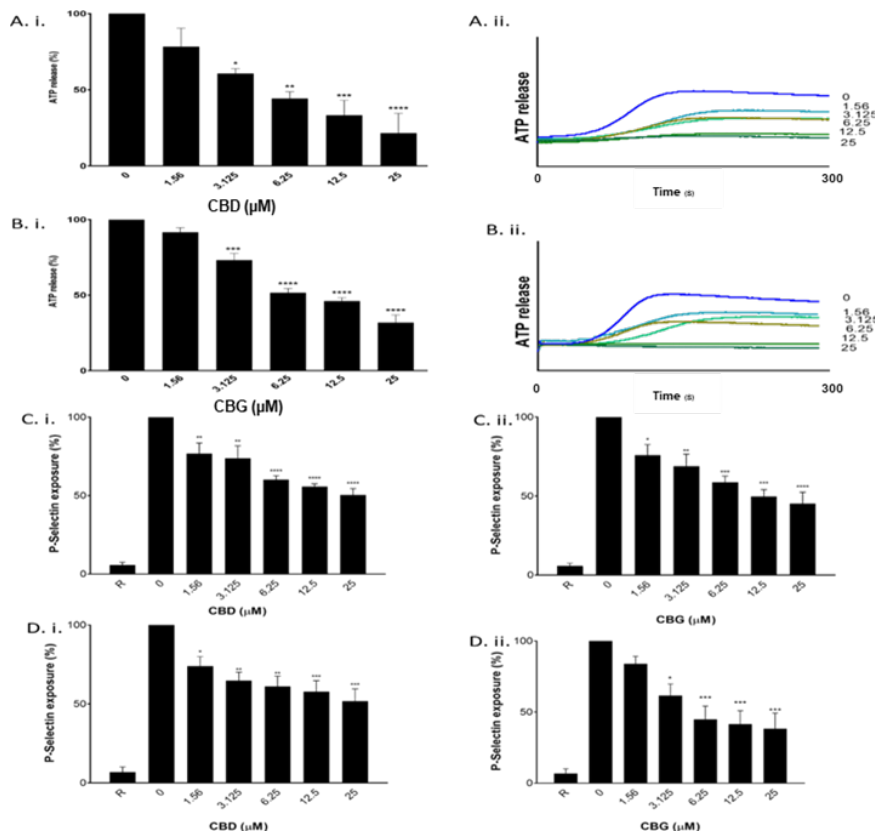 A. i.
ATP release (%)
100
50
0
*
**
***
****
0 1.56 3.125 6.25 12.5 25
CBD (µM)
A. ii.
ATP release
0
1.56
3.125
6.25
12.5
25
0 300
Time (S)
B. i.
ATP release (%)
100
50
0
***
****
****
****
0 1.56 3.125 6.25 12.5 25
CBG (µM)
B. ii.
ATP release
0
1.56
3.125
6.25
12.5
25
0 300
Time (S)
C. i.
P-Selectin exposure (%)
100
50
0
** ** **** **** ****
R 0 1.56 3.125 6.25 12.5 25
CBD (µM)
C. ii.
P-Selectin exposure (%)
100
50
0
* ** *** *** ****
R 0 1.56 3.125 6.25 12.5 25
CBG (µM)
D. i.
P-Selectin exposure (%)
100
50
0
* ** ** *** ***
R 0 1.56 3.125 6.25 12.5 25
CBD (µM)
D. ii.
P-Selectin exposure (%)
100
50
0
* *** *** ***
R 0 1.56 3.125 6.25 12.5 25
CBG (µM)